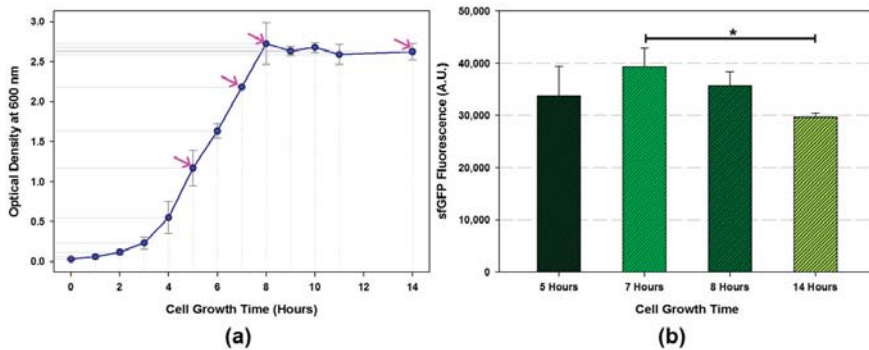 3.0
2.5
2.0
1.5
1.0
0.5
0.0
Optical Density at 600 nm
0 2 4 6 8 10 12 14
Cell Growth Time (Hours)
(a)
50,000
40,000
30,000
20,000
10,000
0
sfGFP Fluorescence (A.U.)
*
5 Hours 7 Hours 8 Hours 14 Hours
Cell Growth Time
(b)